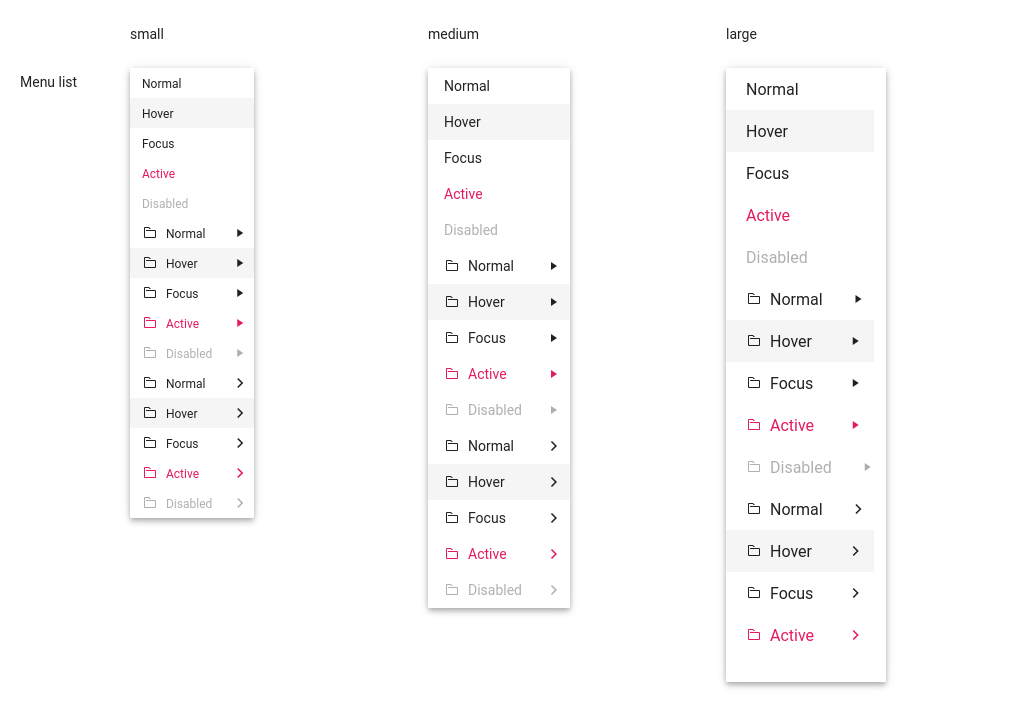 small
medium
large
Menu list
Normal
Hover
Focus
Active
Disabled
Normal
Hover
Focus
Active
Disabled
Normal
Hover
Focus
Active
Disabled
Normal
Hover
Focus
Active
Disabled
Normal
Hover
Focus
Active
Disabled
Normal
Hover
Focus
Active
Disabled
Normal
Hover
Focus
Active
Disabled
Normal
Hover
Focus
Active
Disabled
Normal
Hover
Focus
Active